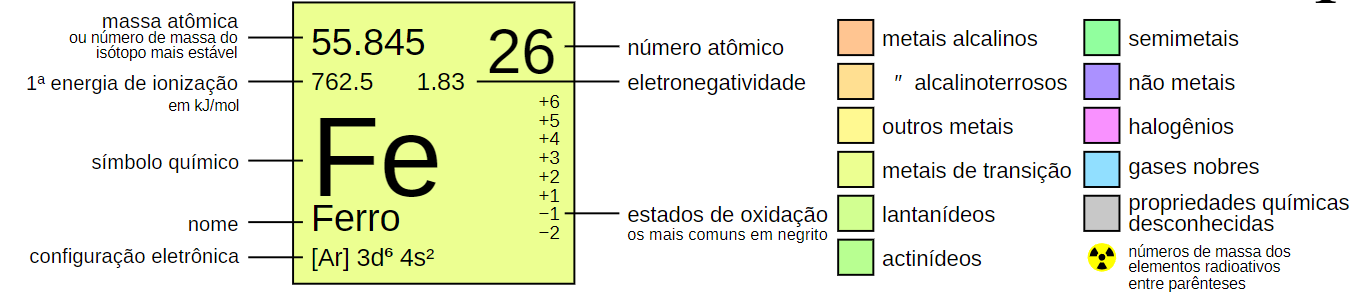 massa atômica
ou número de massa do
isótopo mais estável
1ª energia de ionização
em kJ/mol
símbolo químico
nome
configuração eletrônica
55.845
26
762.5 1.83
+6
+5
+4
+3
+2
+1
−1
−2
Fe
Ferro
[Ar] 3d⁶ 4s²
número atômico
eletronegatividade
estados de oxidação
os mais comuns em negrito
metais alcalinos
″ alcalinoterrosos
outros metais
metais de transição
lantanídeos
actinídeos
semimetais
não metais
halogênios
gases nobres
propriedades químicas
desconhecidas
números de massa dos
elementos radioativos
entre parênteses